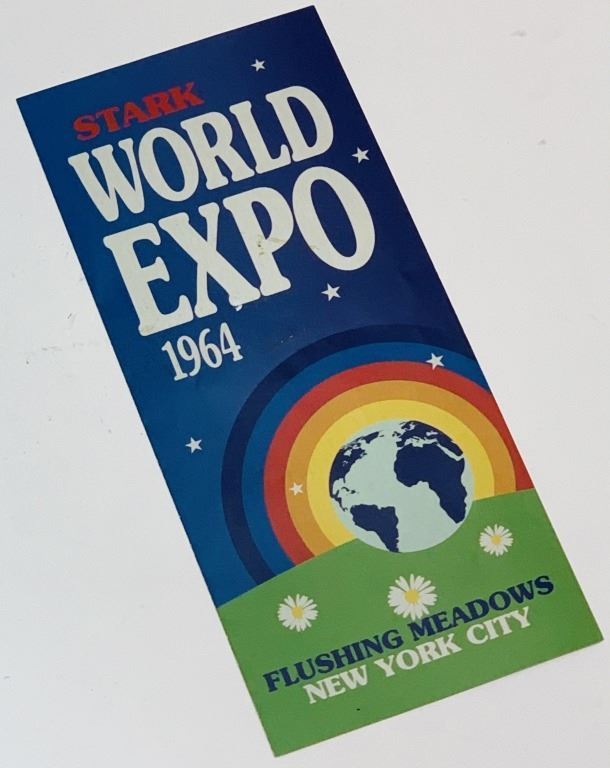 STARK
WORLD
EXPO
1964
FLUSHING MEADOWS
NEW YORK CITY